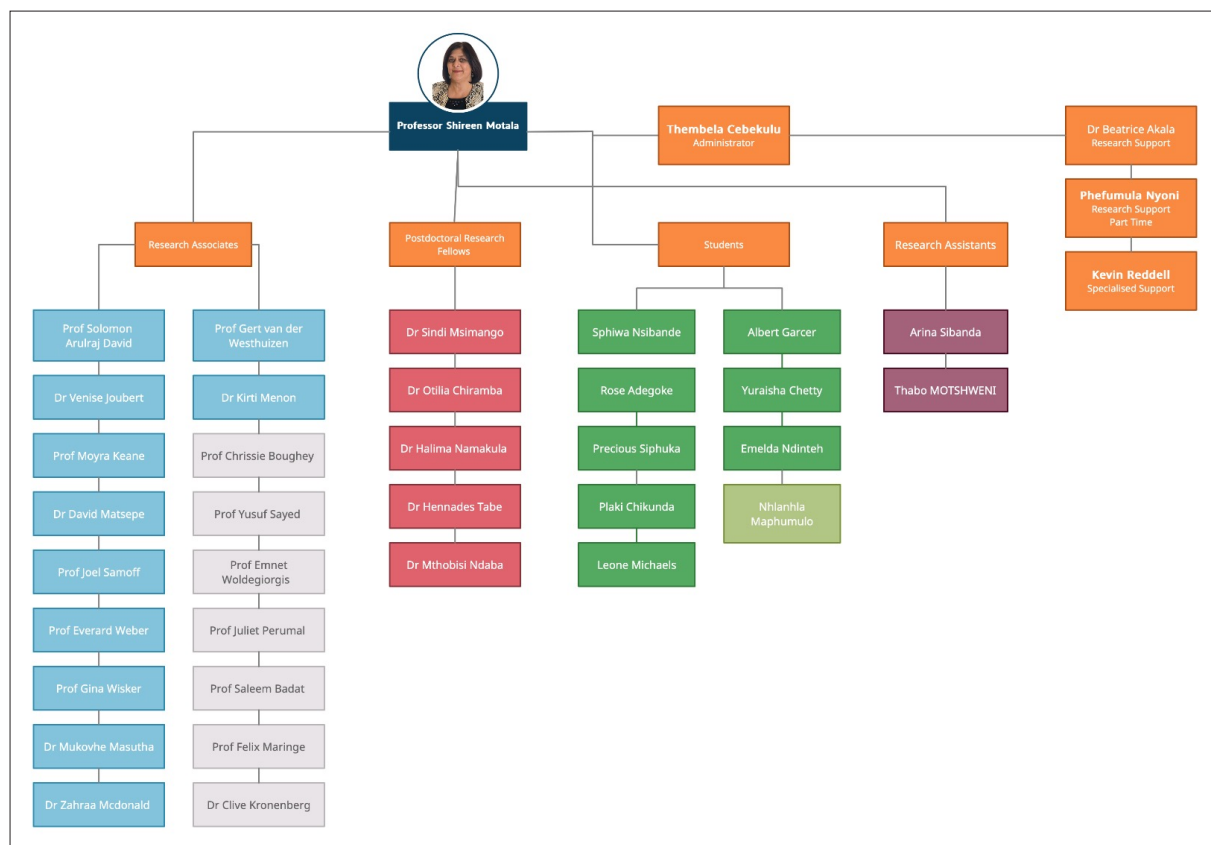 Professor Shireen Motala
Thembela Cebekulu
Administrator
Dr Beatrice Akala
Research Support
Phefumula Nyoni
Research Support
Part Time
Kevin Reddell
Specialised Support
Research Associates
Postdoctoral Research
Fellows
Students
Research Assistants
Prof Solomon
Arulraj David
Dr Venise Joubert
Prof Moyra Keane
Dr David Matsepe
Prof Joel Samoff
Prof Everard Weber
Prof Gina Wisker
Dr Mukovhe Masutha
Dr Zahraa Mcdonald
Prof Gert van der
Westhuizen
Dr Kirti Menon
Prof Chrissie Boughey
Prof Yusuf Sayed
Prof Emnet
Woldegiorgis
Prof Juliet Perumal
Prof Saleem Badat
Prof Felix Maringe
Dr Clive Kronenberg
Dr Sindi Msimango
Dr Otilia Chiramba
Dr Halima Namakula
Dr Hennades Tabe
Dr Mthobisi Ndaba
Sphiwa Nsibande
Rose Adegoke
Precious Siphuka
Plaki Chikunda
Leone Michaels
Albert Garcer
Yuraisha Chetty
Emelda Ndinteh
Nhlanhla
Maphumulo
Arina Sibanda
Thabo MOTSHWENI